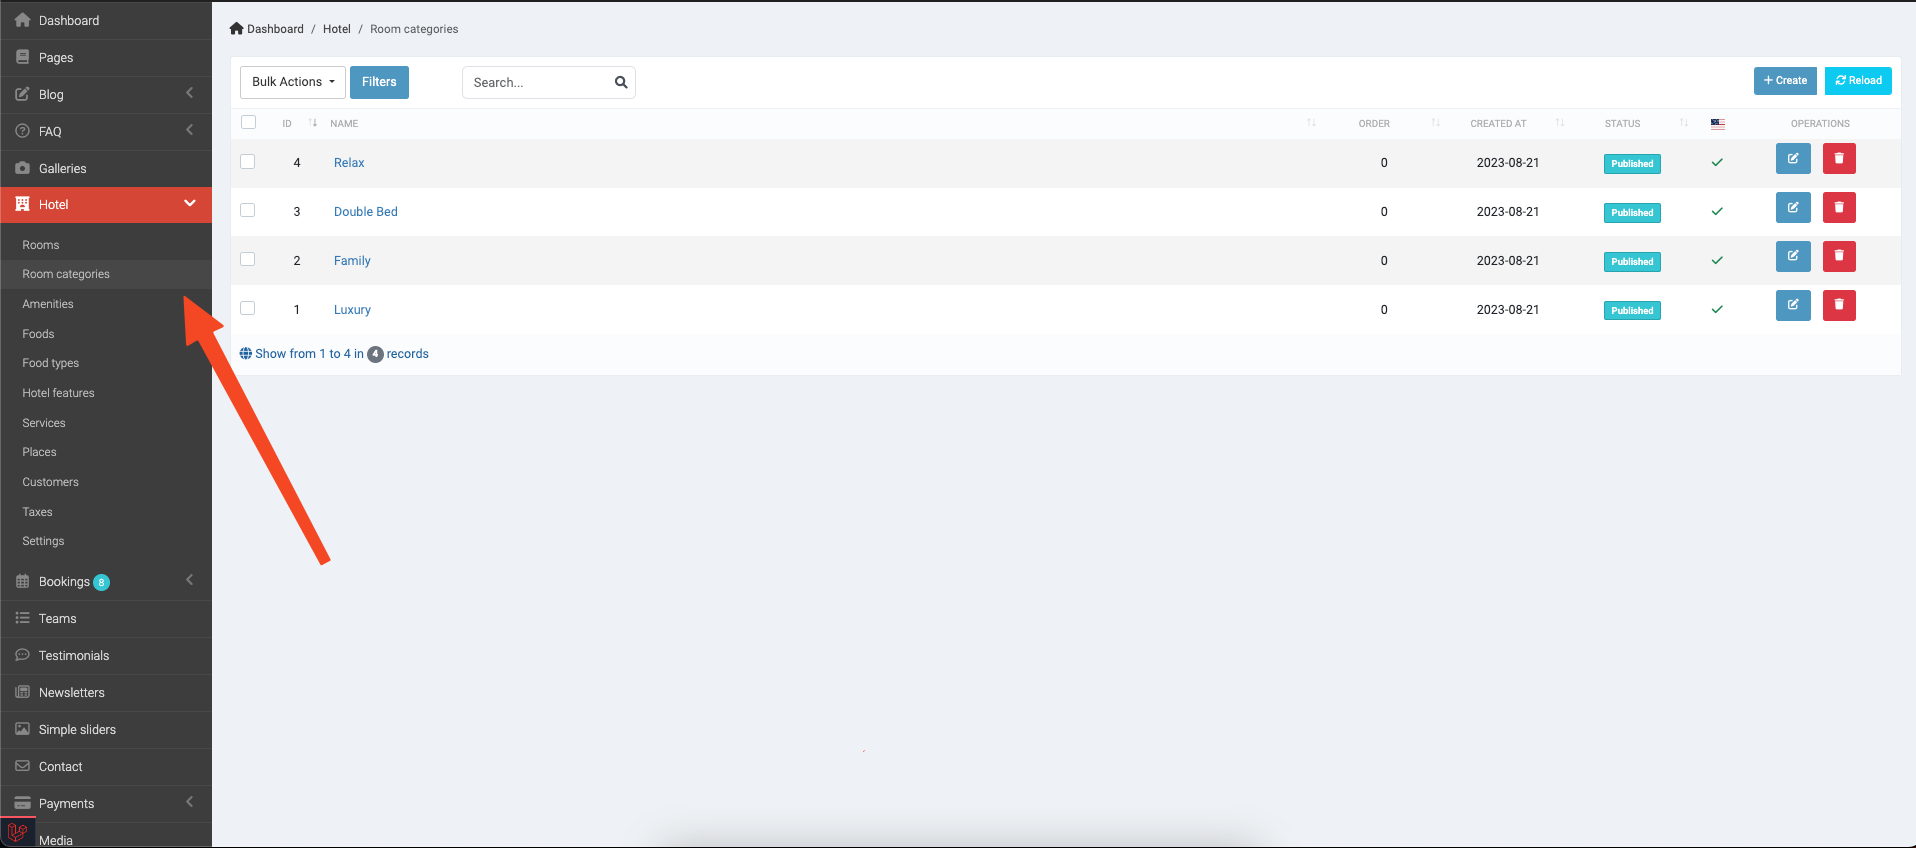 Dashboard
Pages
Blog
FAQ
Galleries
Hotel
Rooms
Room categories
Amenities
Foods
Food types
Hotel features
Services
Places
Customers
Taxes
Settings
Bookings 8
Teams
Testimonials
Newsletters
Simple sliders
Contact
Payments
Media
Dashboard / Hotel / Room categories
Bulk Actions Filters Search... Create Reload
ID NAME ORDER CREATED AT STATUS OPERATIONS
4 Relax 0 2023-08-21 Published
3 Double Bed 0 2023-08-21 Published
2 Family 0 2023-08-21 Published
1 Luxury 0 2023-08-21 Published
Show from 1 to 4 in 4 records